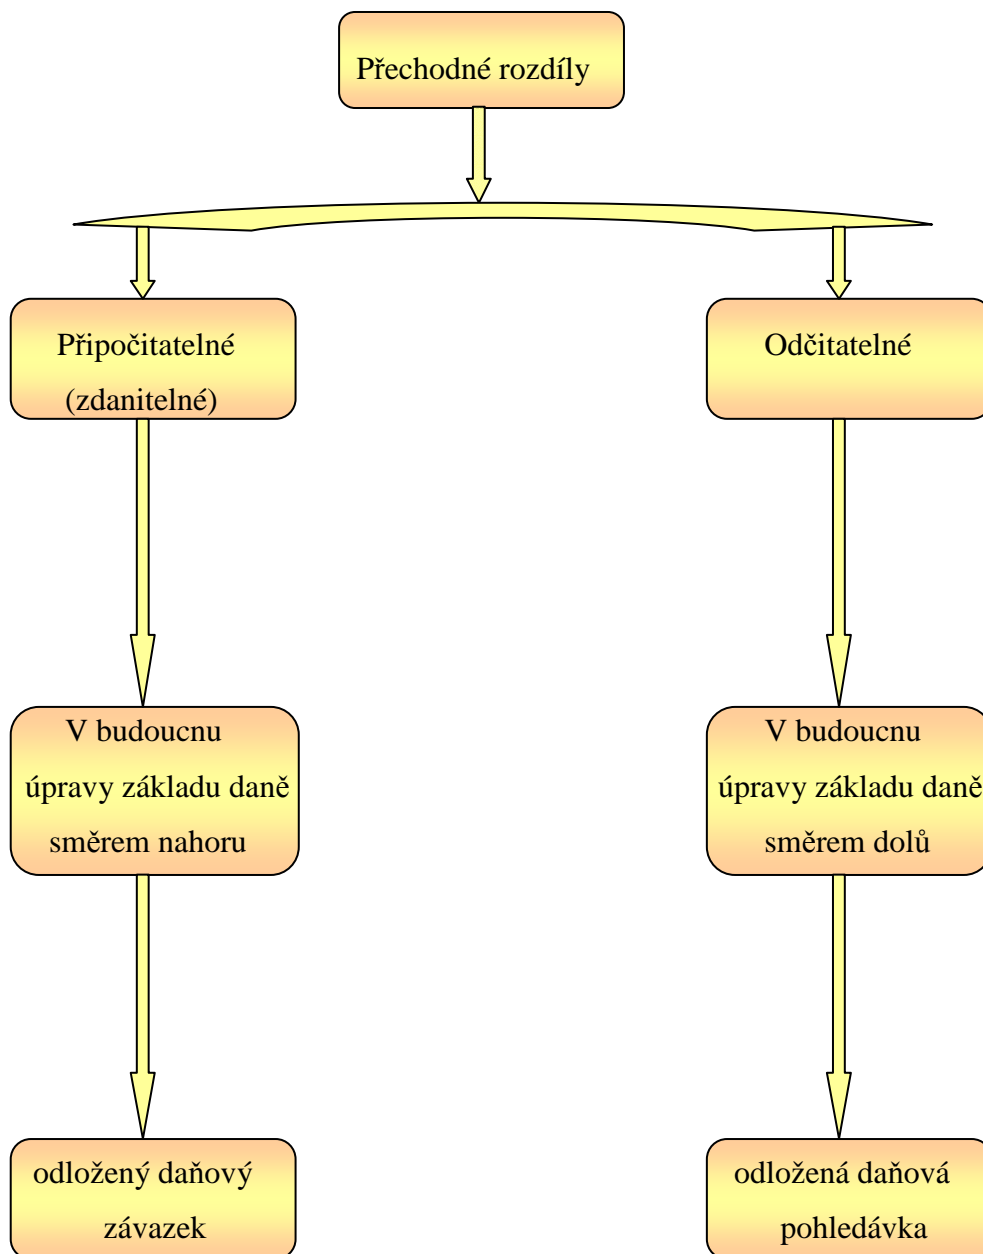 Přechodné rozdíly
Připočitatelné
(zdanitelné)
Odčitatelné
V budoucnu
úpravy základu daně
směrem nahoru
V budoucnu
úpravy základu daně
směrem dolů
odložený daňový
závazek
odložená daňová
pohledávka